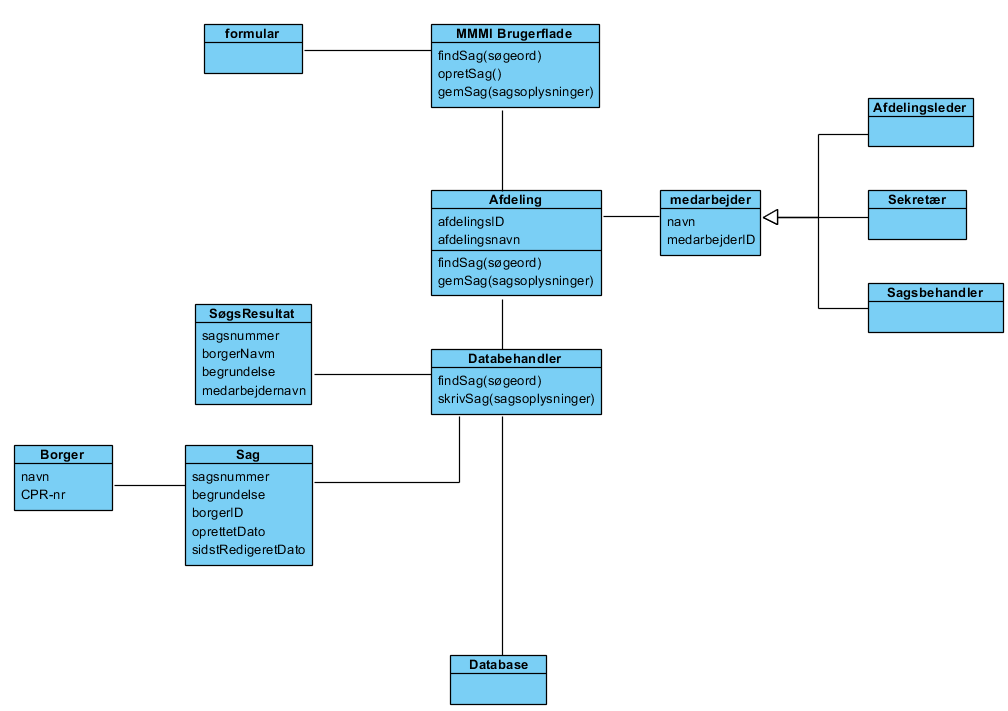 formular
MMMI Brugerflade
findSag(søgeord)
opretSag()
gemSag(sagsoplysninger)
Afdelingsleder
Afdeling
afdelingsID
afdelingsnavn
findSag(søgeord)
gemSag(sagsoplysninger)
medarbejder
navn
medarbejderID
Sekretær
Sagsbehandler
SøgsResultat
sagsnummer
borgerNavm
begrundelse
medarbejdernavn
Databehandler
findSag(søgeord)
skrivSag(sagsoplysninger)
Borger
navn
CPR-nr
Sag
sagsnummer
begrundelse
borgerID
oprettetDato
sidstRedigeretDato
Database